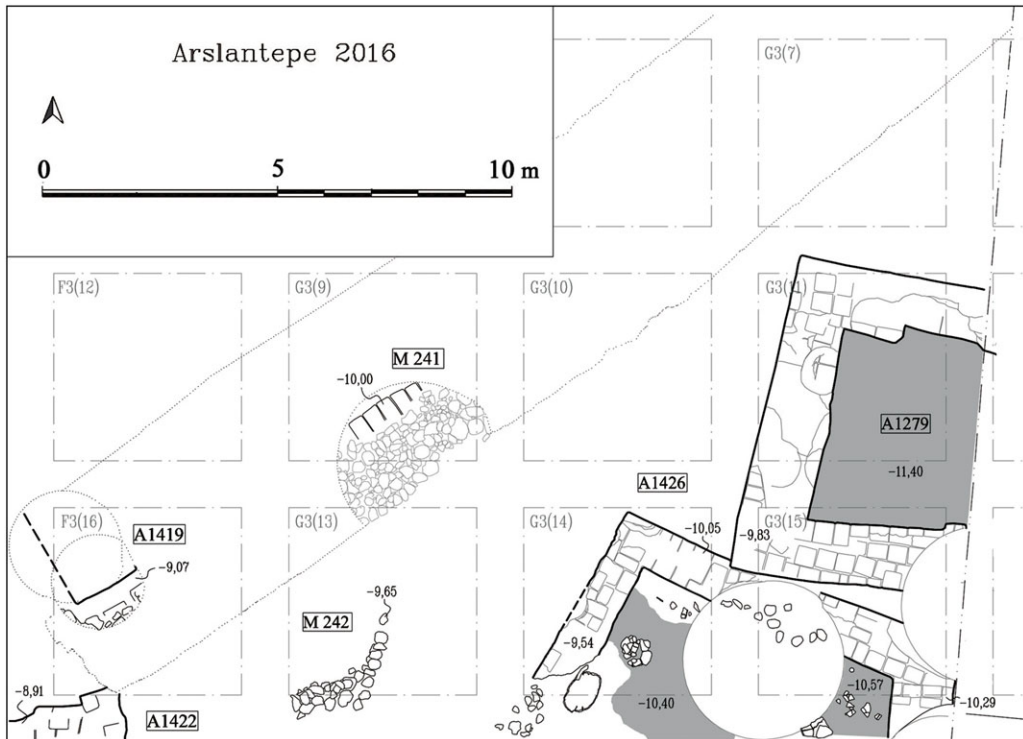 Arslantepe 2016
0 5 10 m
G3(7)
F3(12)
G3(9)
G3(10)
G3(11)
M 241
-10,00
A1279
-11,40
A1426
F3(16)
A1419
-9,07
G3(13)
G3(14)
-10,05
G3(15)
-9,83
-9,65
M 242
-9,54
-10,40
-10,57
-10,29
-8,91
A1422